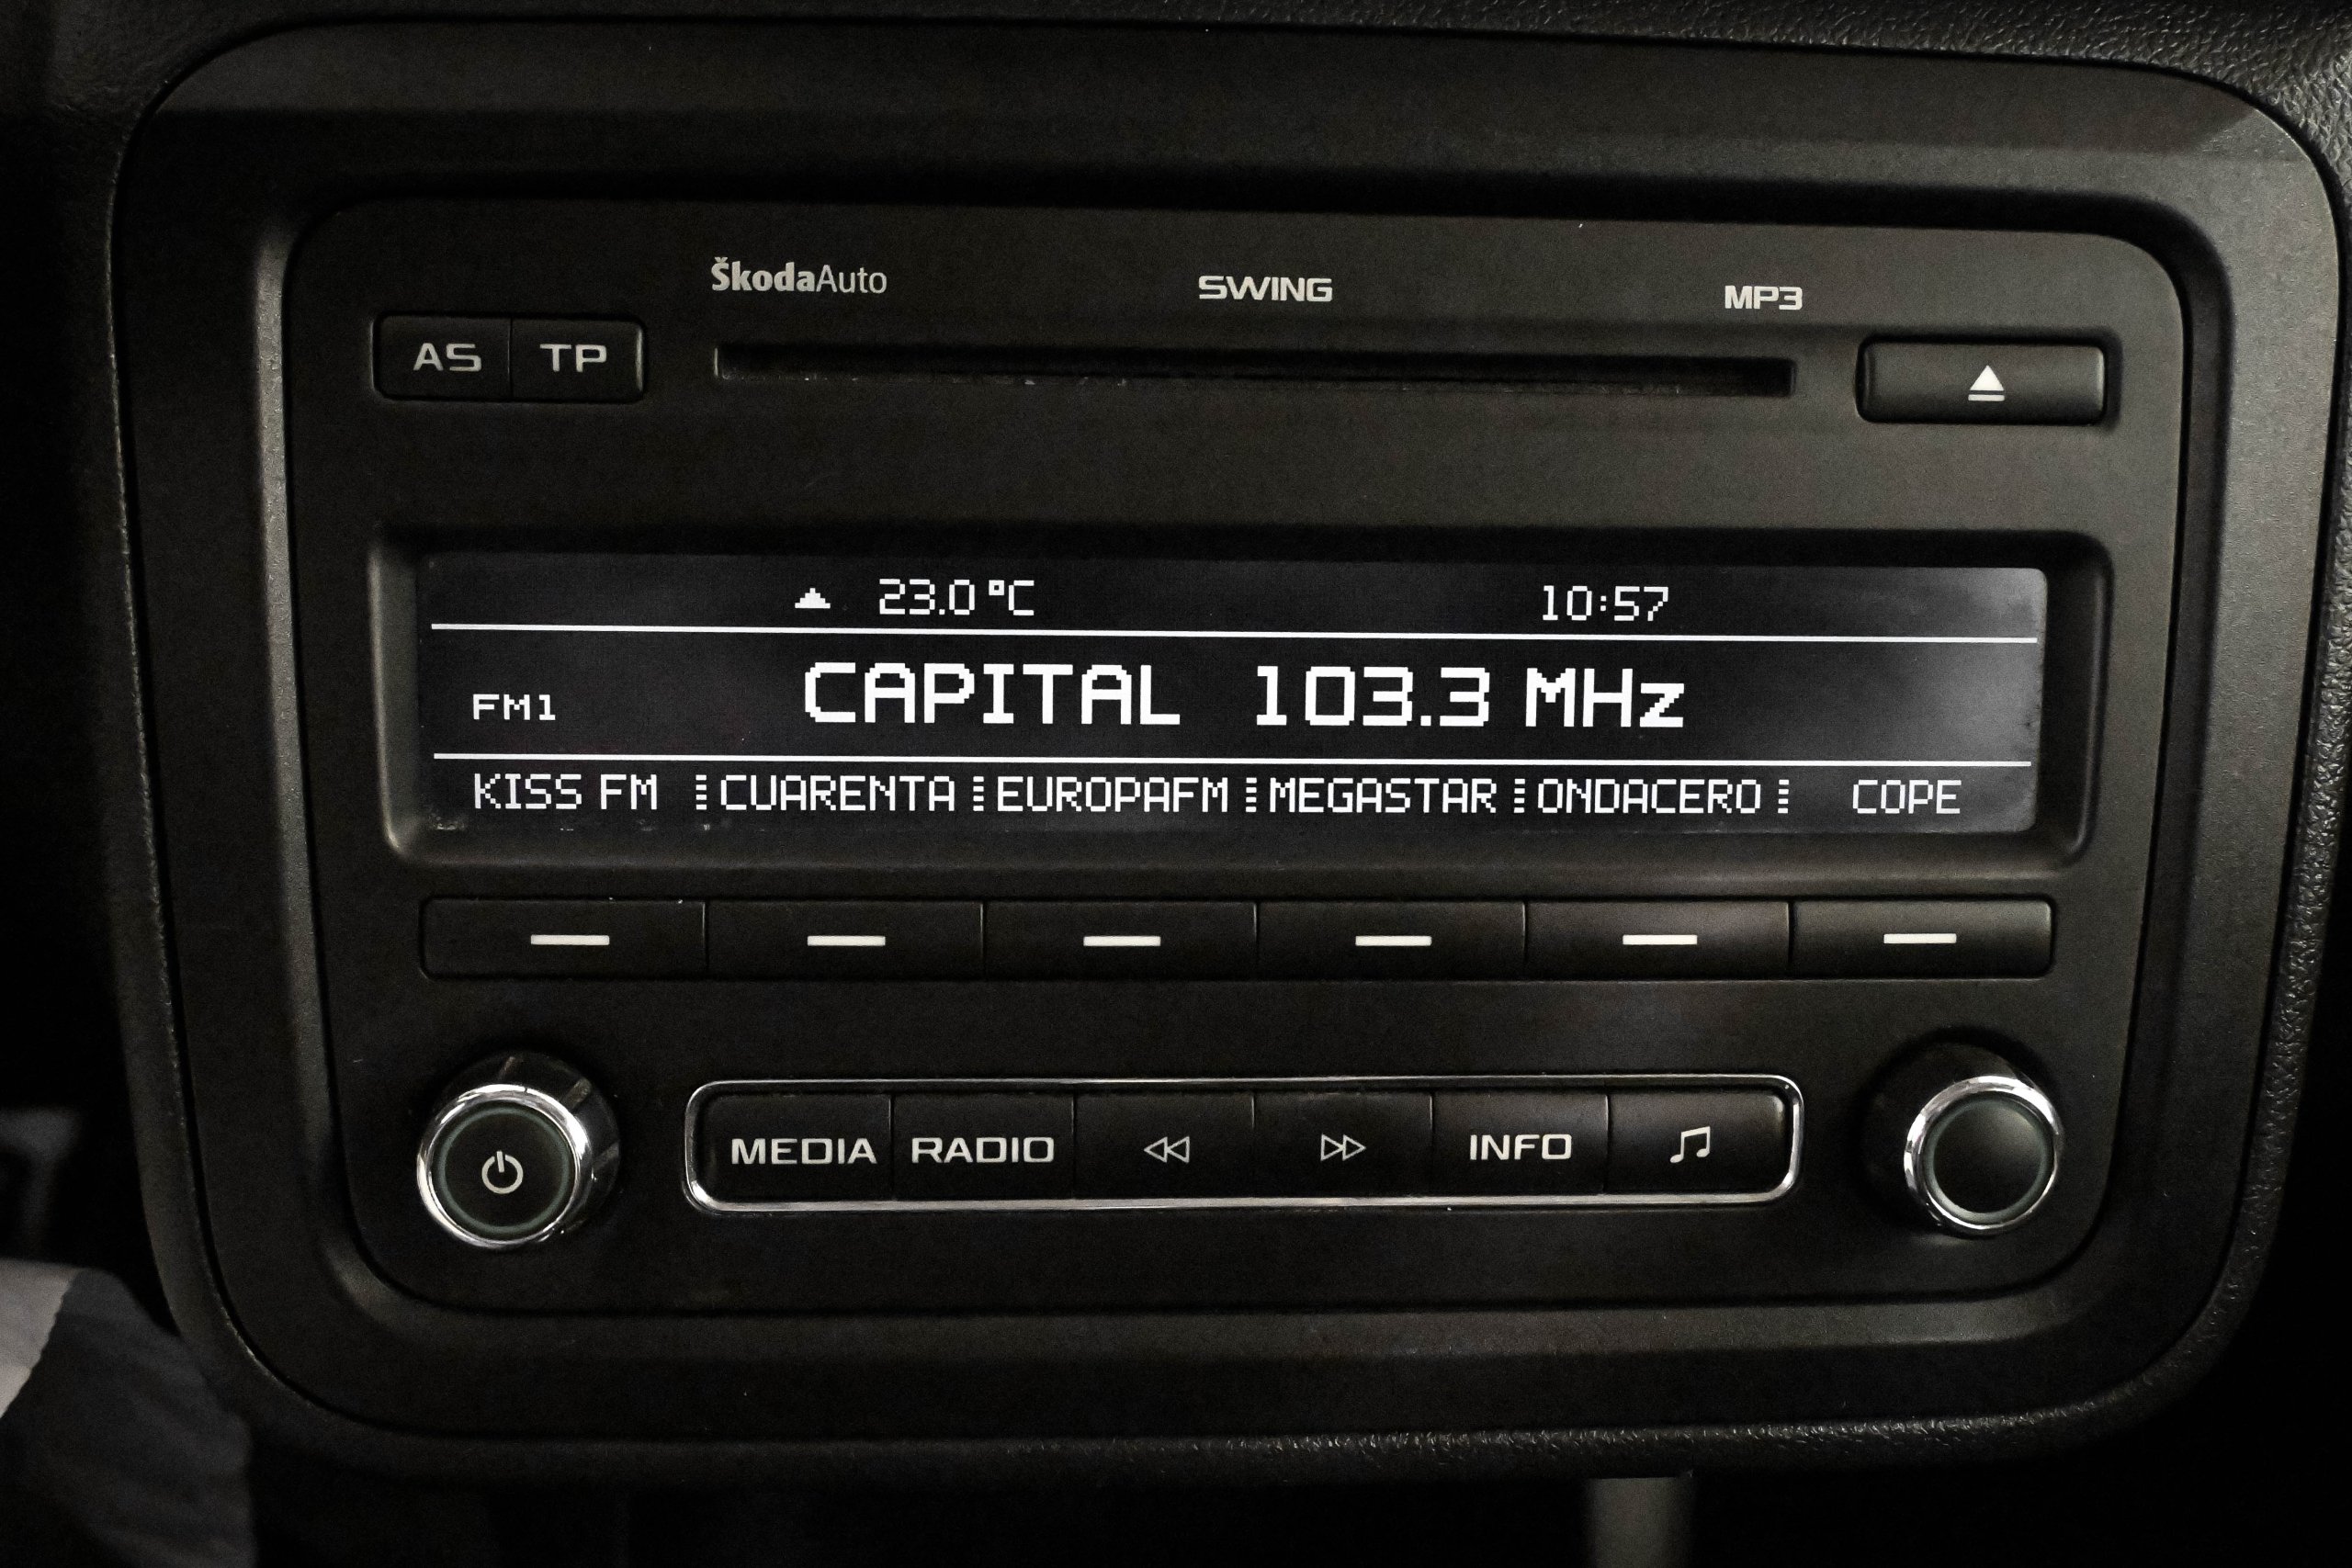 ŠkodaAuto SWING MP3
AS TP
23.0 °C 10:57
FM1 CAPITAL 103.3 MHz
KISS FM CUARENTA EUROPAFM MEGASTAR ONDACERO COPE
MEDIA RADIO INFO